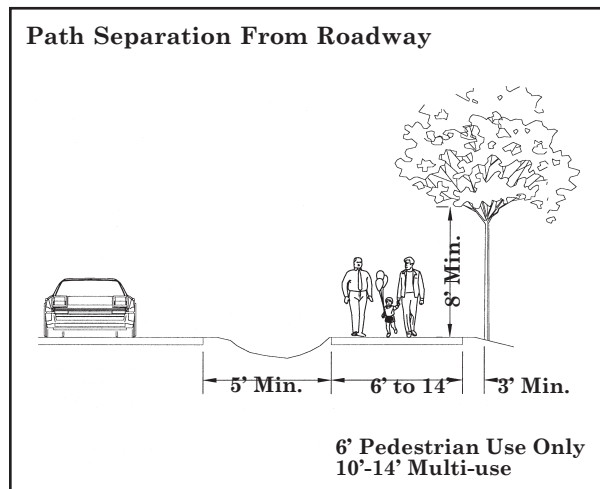 Path Separation From Roadway
8’ Min.
5’ Min.
6’ to 14’
3’ Min.
6’ Pedestrian Use Only
10’-14’ Multi-use